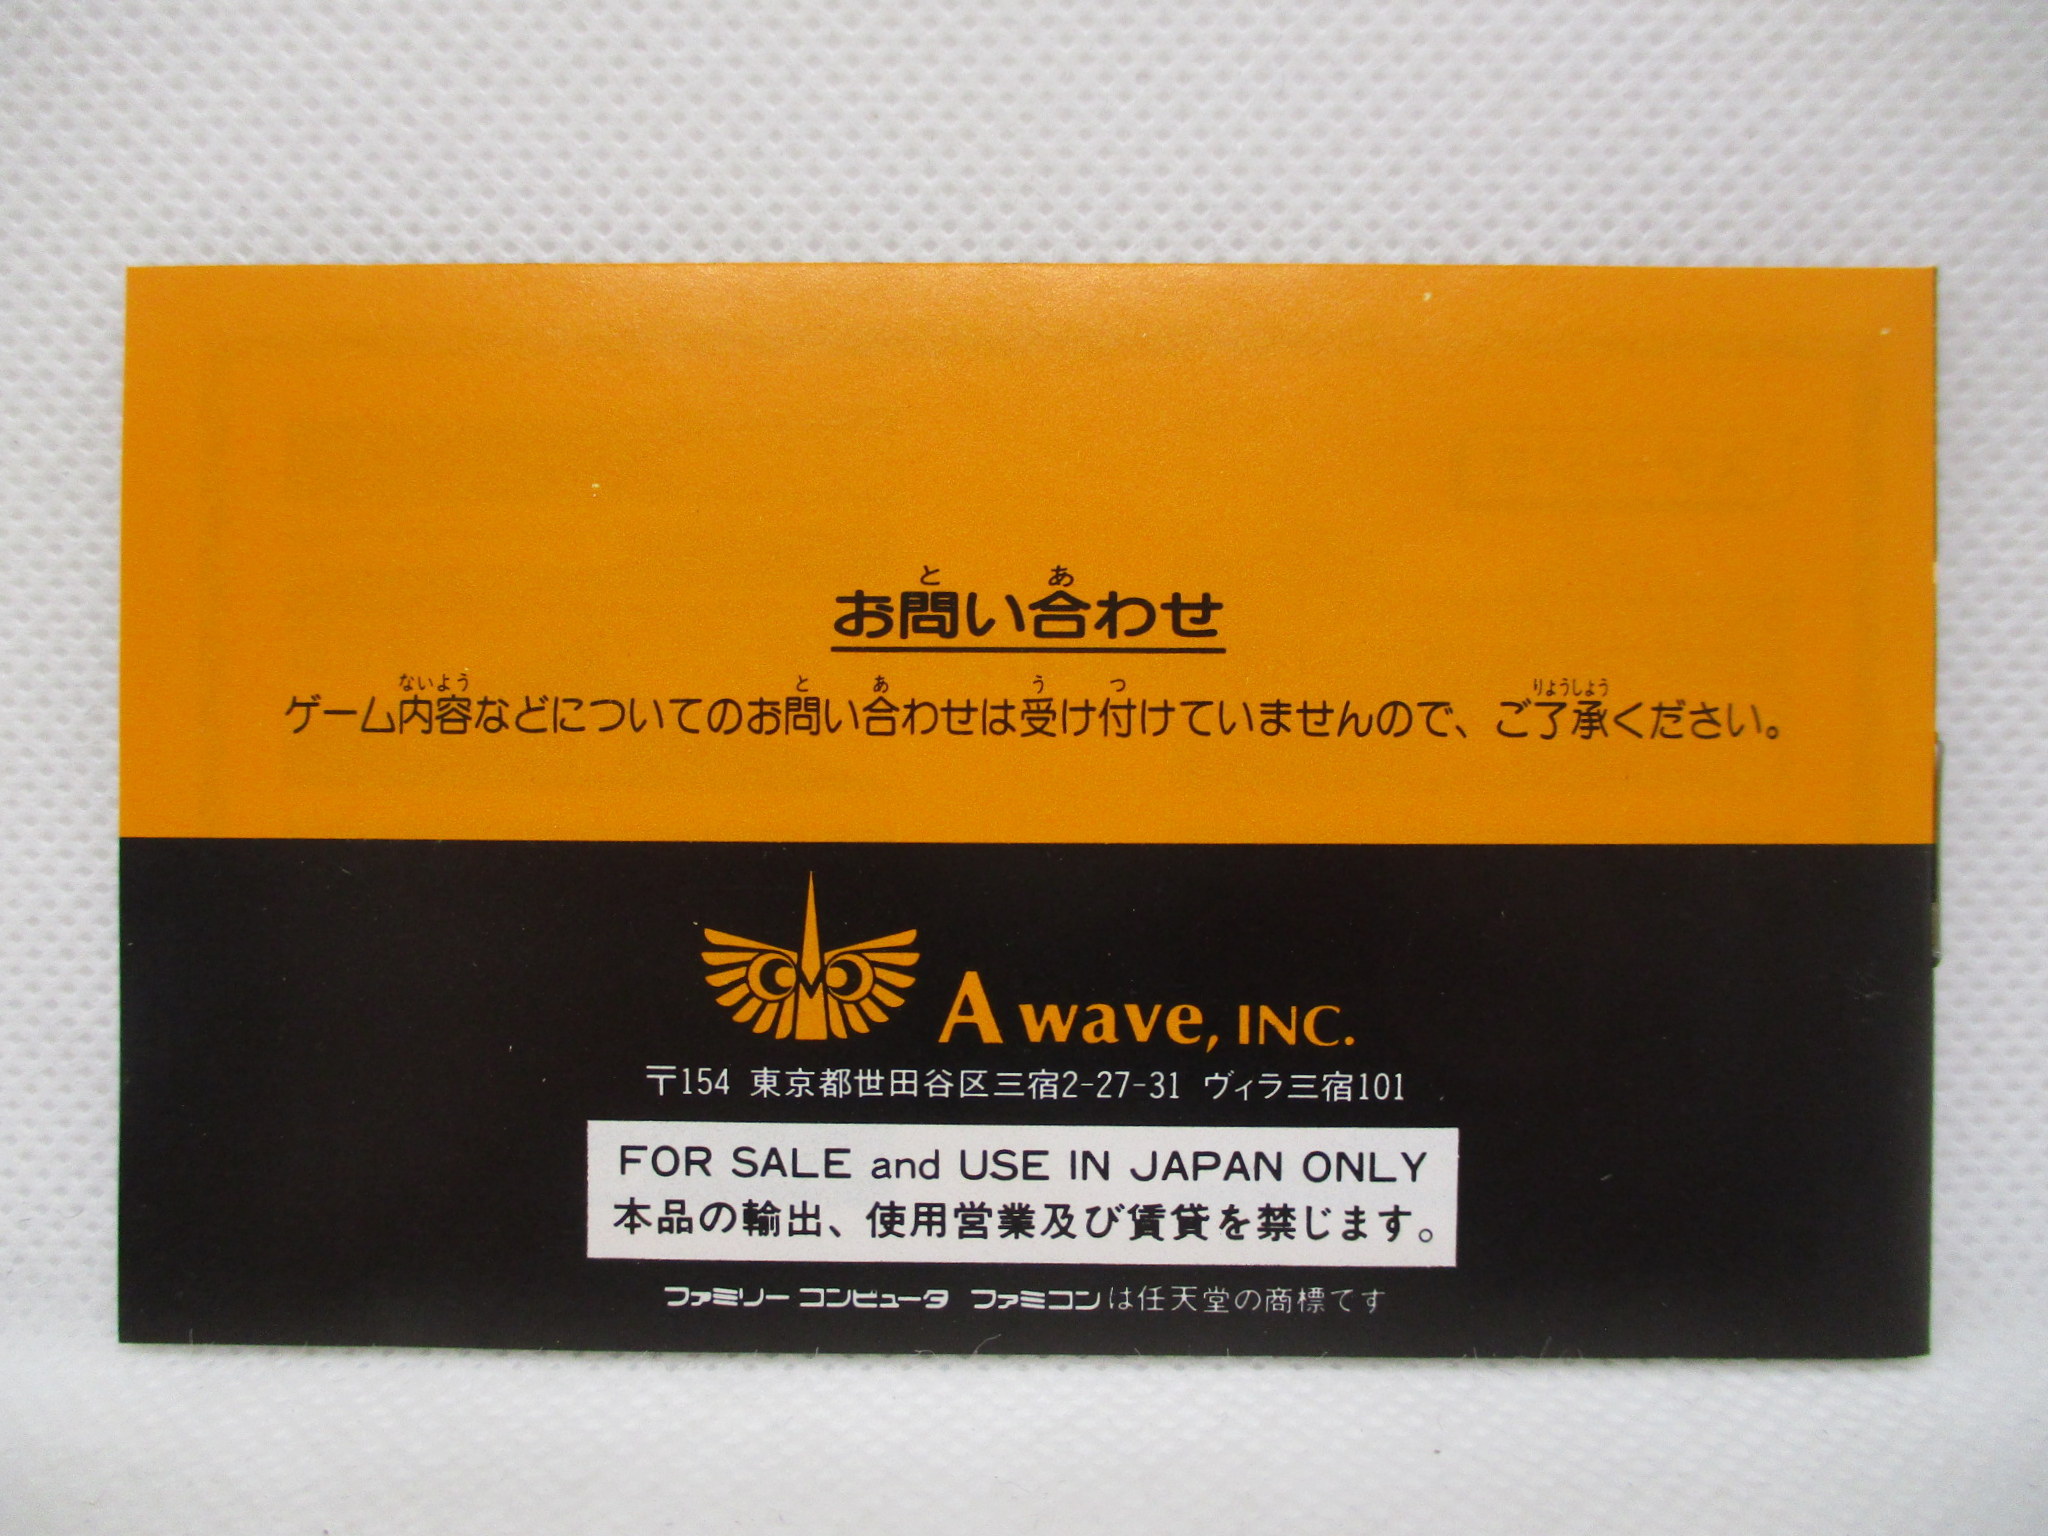 お問い合わせ
ゲーム内容などについてのお問い合わせは受け付けていませんので、ご了承ください。
A wave, INC.
〒154 東京都世田谷区三宿2-27-31 ヴィラ三宿101
FOR SALE and USE IN JAPAN ONLY
本品の輸出、使用営業及び賃貸を禁じます。
ファミリー コンピュータ ファミコンは任天堂の商標です